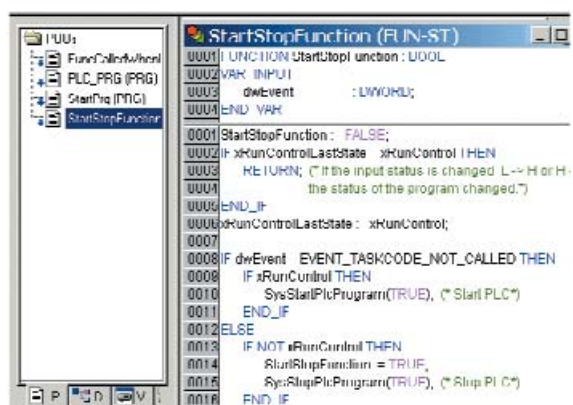 POUs
FuncCalledWhenI
PLC_PRG (PRG)
StartPrg (PRG)
StartStopFunction
P D V
StartStopFunction (FUN-ST)
0001 FUNCTION StartStopFunction : BOOL
0002 VAR_INPUT
0003 dwEvent : DWORD;
0004 END_VAR
0001 StartStopFunction : FALSE;
0002 IF xRunControlLastState xRunControl THEN
0003 RETURN; (* If the input status is changed L -> H or H -
0004 the status of the program changed.*)
0005 END_IF
0006 xRunControlLastState : xRunControl;
0007
0008 IF dwEvent EVENT_TASKCODE_NOT_CALLED THEN
0009 IF xRunControl THEN
0010 SysStartPlcProgram(TRUE), (* Start PLC*)
0011 END_IF
0012 ELSE
0013 IF NOT xRunControl THEN
0014 StartStopFunction = TRUE,
0015 SysStopPlcProgram(TRUE), (* Stop PLC*)
0016 END_IF